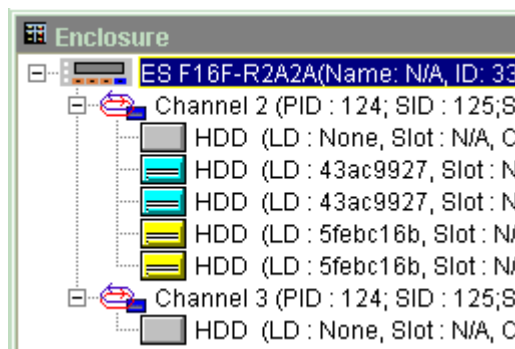 Enclosure
ES F16F-R2A2A(Name: N/A, ID: 33
Channel 2 (PID : 124; SID : 125;S
HDD (LD : None, Slot : N/A, C
HDD (LD : 43ac9927, Slot : N
HDD (LD : 43ac9927, Slot : N
HDD (LD : 5febc16b, Slot : N/
HDD (LD : 5febc16b, Slot : N/
Channel 3 (PID : 124; SID : 125;S
HDD (LD : None, Slot : N/A, C